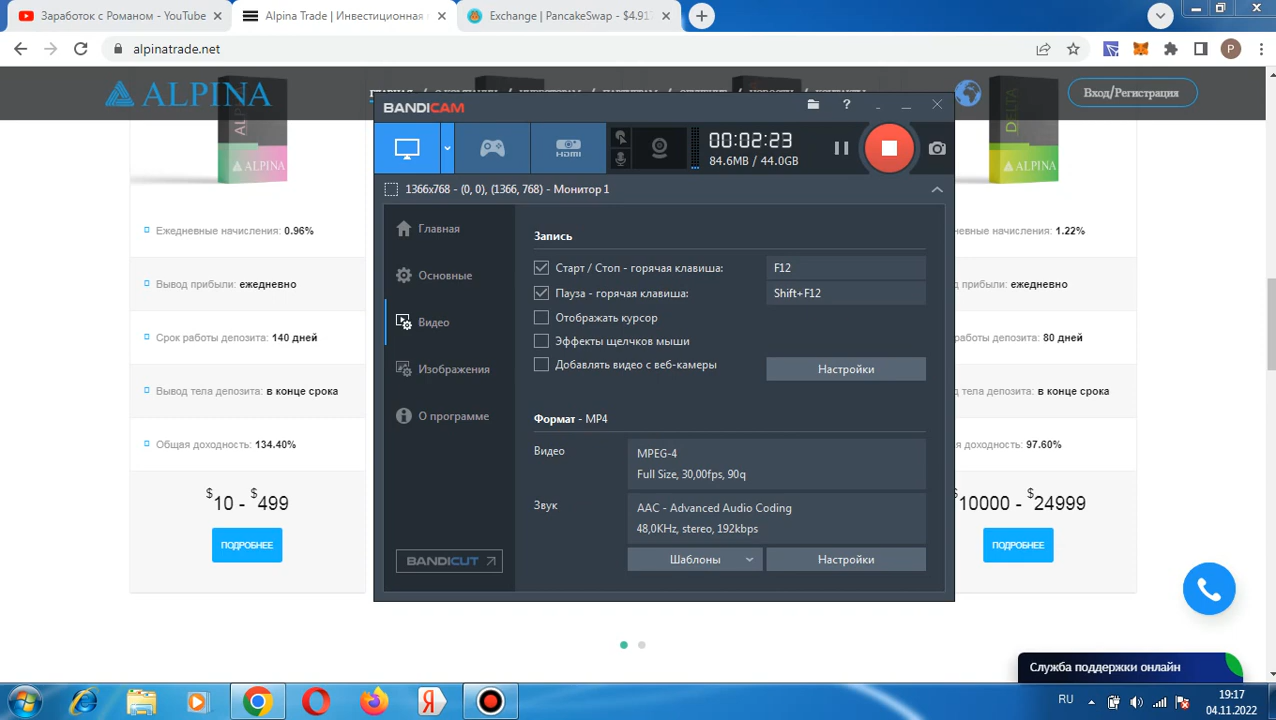 Заработок с Романом - YouTube
Alpina Trade | Инвестиционная
Exchange | PancakeSwap - $4.91
alpinatrade.net
P
ALPINA
Вход/Регистрация
BANDICAM
?
HDMI
00:02:23
84.6MB / 44.0GB
1366x768 - (0, 0), (1366, 768) - Монитор 1
Главная
Основные
Видео
Изображения
О программе
BANDICUT
Запись
Старт / Стоп - горячая клавиша:
F12
Пауза - горячая клавиша:
Shift+F12
Отображать курсор
Эффекты щелчков мыши
Добавлять видео с веб-камеры
Настройки
Формат - MP4
Видео
MPEG-4
Full Size, 30,00fps, 90q
Звук
AAC - Advanced Audio Coding
48,0KHz, stereo, 192kbps
Шаблоны
Настройки
ALPINA
ALPINA
Ежедневные начисления: 0.96%
Вывод прибыли: ежедневно
Срок работы депозита: 140 дней
Вывод тела депозита: в конце срока
Общая доходность: 134.40%
$10 - $499
ПОДРОБНЕЕ
DELTA
ALPINA
начисления: 1.22%
ежедневно
работы депозита: 80 дней
депозита: в конце срока
доходность: 97.60%
$10000 - $24999
ПОДРОБНЕЕ
Служба поддержки онлайн
RU
19:17
04.11.2022